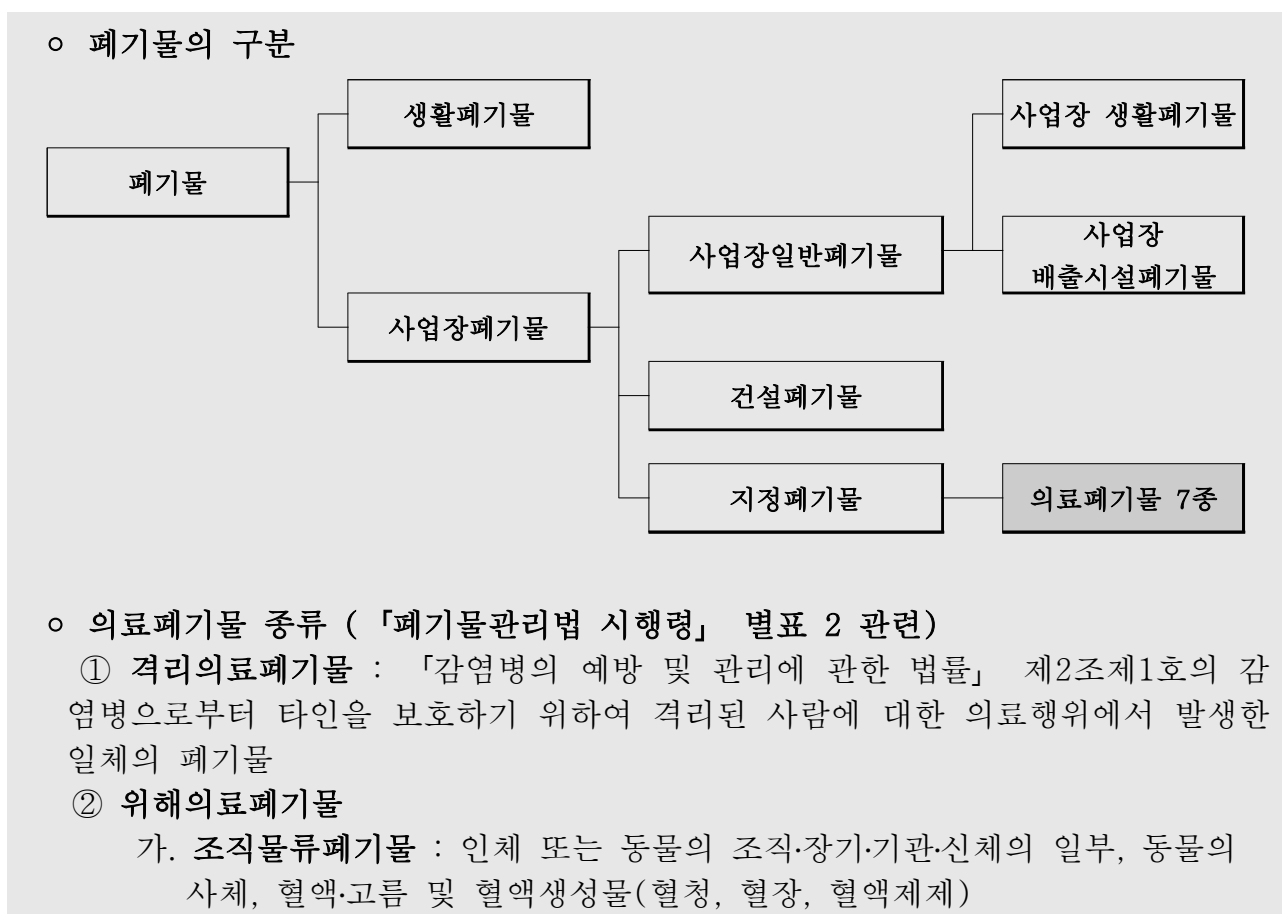 ○ 폐기물의 구분
생활폐기물
사업장 생활폐기물
폐기물
사업장일반폐기물
사업장
배출시설폐기물
사업장폐기물
건설폐기물
지정폐기물
의료폐기물 7종
○ 의료폐기물 종류 (「폐기물관리법 시행령」 별표 2 관련)
① 격리의료폐기물 : 「감염병의 예방 및 관리에 관한 법률」 제2조제1호의 감
염병으로부터 타인을 보호하기 위하여 격리된 사람에 대한 의료행위에서 발생한
일체의 폐기물
② 위해의료폐기물
가. 조직물류폐기물 : 인체 또는 동물의 조직·장기·기관·신체의 일부, 동물의
사체, 혈액·고름 및 혈액생성물(혈청, 혈장, 혈액제제)